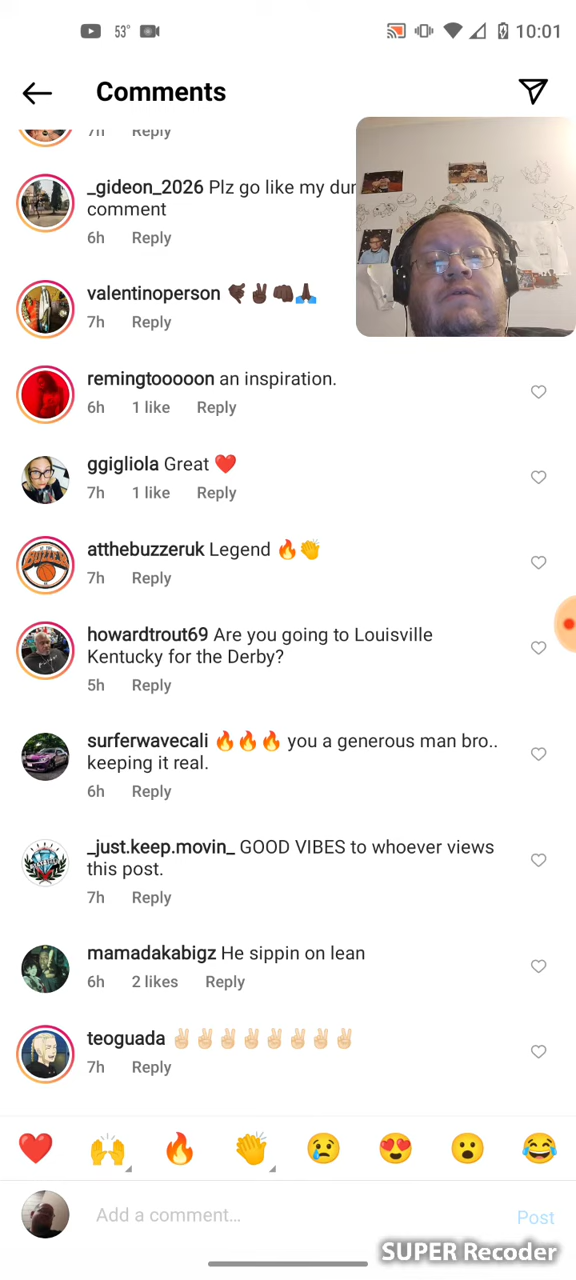 53° 10:01
Comments
7h Reply
_gideon_2026 Plz go like my
comment
6h Reply
valentinoperson 🤙🏿✌🏿👊🏿🙏🏿
7h Reply
remingtooooon an inspiration.
6h 1 like Reply
ggigliola Great ❤️
7h 1 like Reply
atthebuzzeruk Legend 🔥👏
7h Reply
howardtrout69 Are you going to Louisville
Kentucky for the Derby?
5h Reply
surferwavecali 🔥🔥🔥 you a generous man bro..
keeping it real.
6h Reply
_just.keep.movin_ GOOD VIBES to whoever views
this post.
7h Reply
mamadakabigz He sippin on lean
6h 2 likes Reply
teoguada ✌🏻✌🏻✌🏻✌🏻✌🏻✌🏻✌🏻✌🏻
7h Reply
❤️ 🙌 🔥 👏 😢 😍 😮 😂
Add a comment... Post
SUPER Recoder